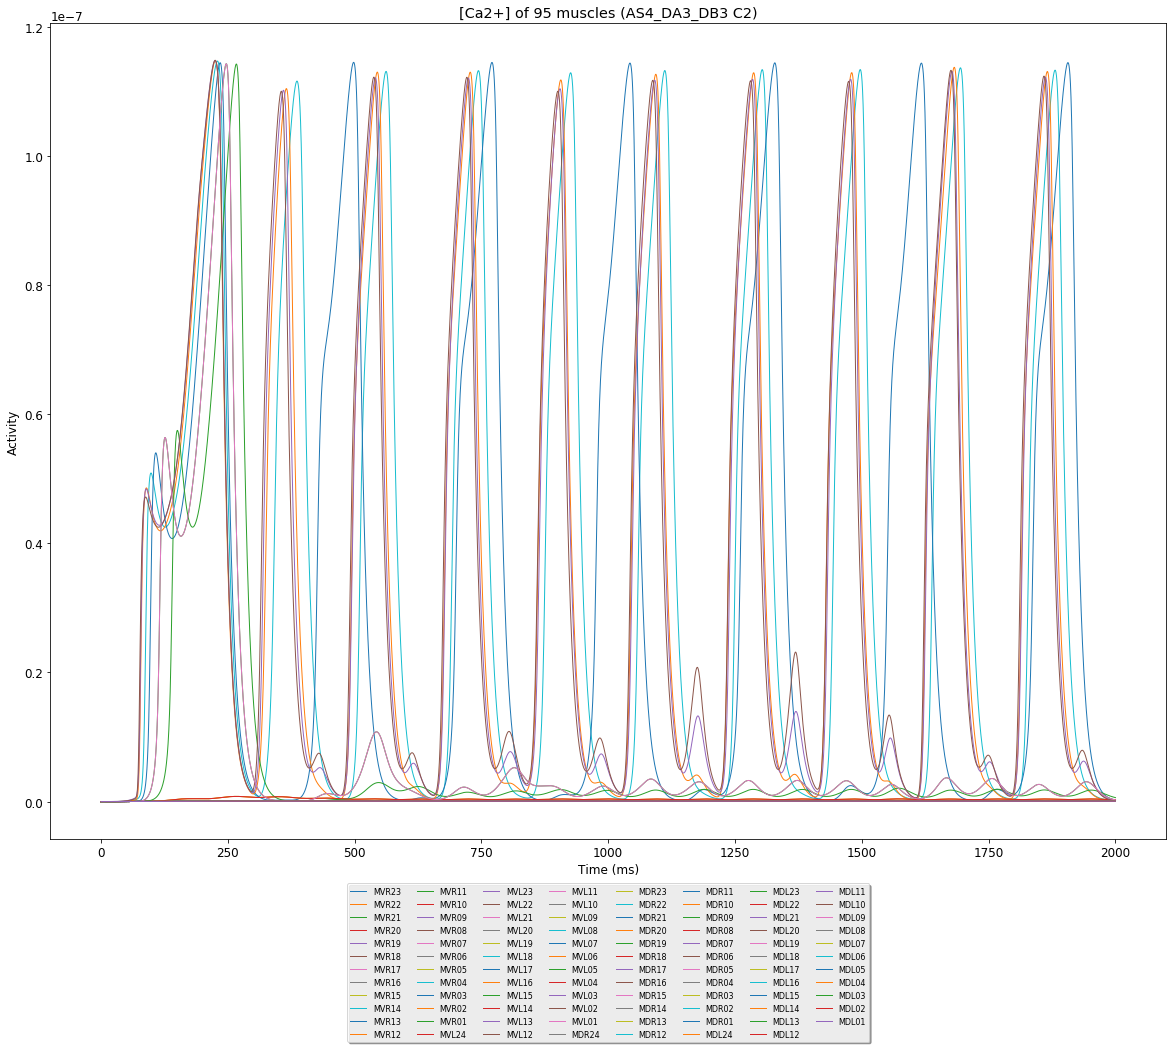 [Ca2+] of 95 muscles (AS4_DA3_DB3 C2)
1e−7
1.2
1.0
0.8
0.6
0.4
0.2
0.0
Activity
0 250 500 750 1000 1250 1500 1750 2000
Time (ms)
MVR23 MVR11 MVL23 MVL11 MDR23 MDR11 MDL23 MDL11
MVR22 MVR10 MVL22 MVL10 MDR22 MDR10 MDL22 MDL10
MVR21 MVR09 MVL21 MVL09 MDR21 MDR09 MDL21 MDL09
MVR20 MVR08 MVL20 MVL08 MDR20 MDR08 MDL20 MDL08
MVR19 MVR07 MVL19 MVL07 MDR19 MDR07 MDL19 MDL07
MVR18 MVR06 MVL18 MVL06 MDR18 MDR06 MDL18 MDL06
MVR17 MVR05 MVL17 MVL05 MDR17 MDR05 MDL17 MDL05
MVR16 MVR04 MVL16 MVL04 MDR16 MDR04 MDL16 MDL04
MVR15 MVR03 MVL15 MVL03 MDR15 MDR03 MDL15 MDL03
MVR14 MVR02 MVL14 MVL02 MDR14 MDR02 MDL14 MDL02
MVR13 MVR01 MVL13 MVL01 MDR13 MDR01 MDL13 MDL01
MVR12 MVL24 MVL12 MDR24 MDR12 MDL24 MDL12